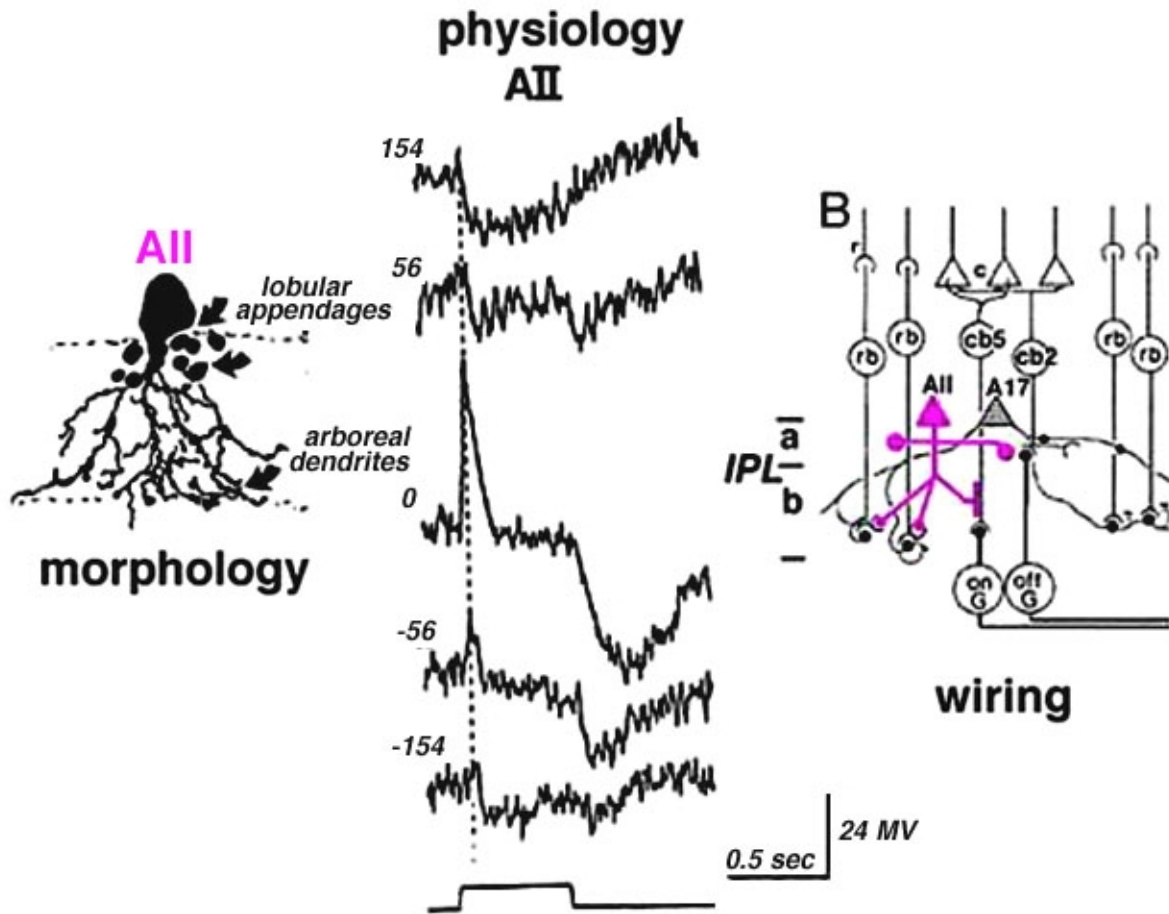 physiology
AII
154
56
0
-56
-154
AII
lobular
appendages
arboreal
dendrites
morphology
B
r
c
rb
rb
cb5
cb2
rb
rb
AII
A17
a
IPL
b
on
G
off
G
wiring
24 MV
0.5 sec